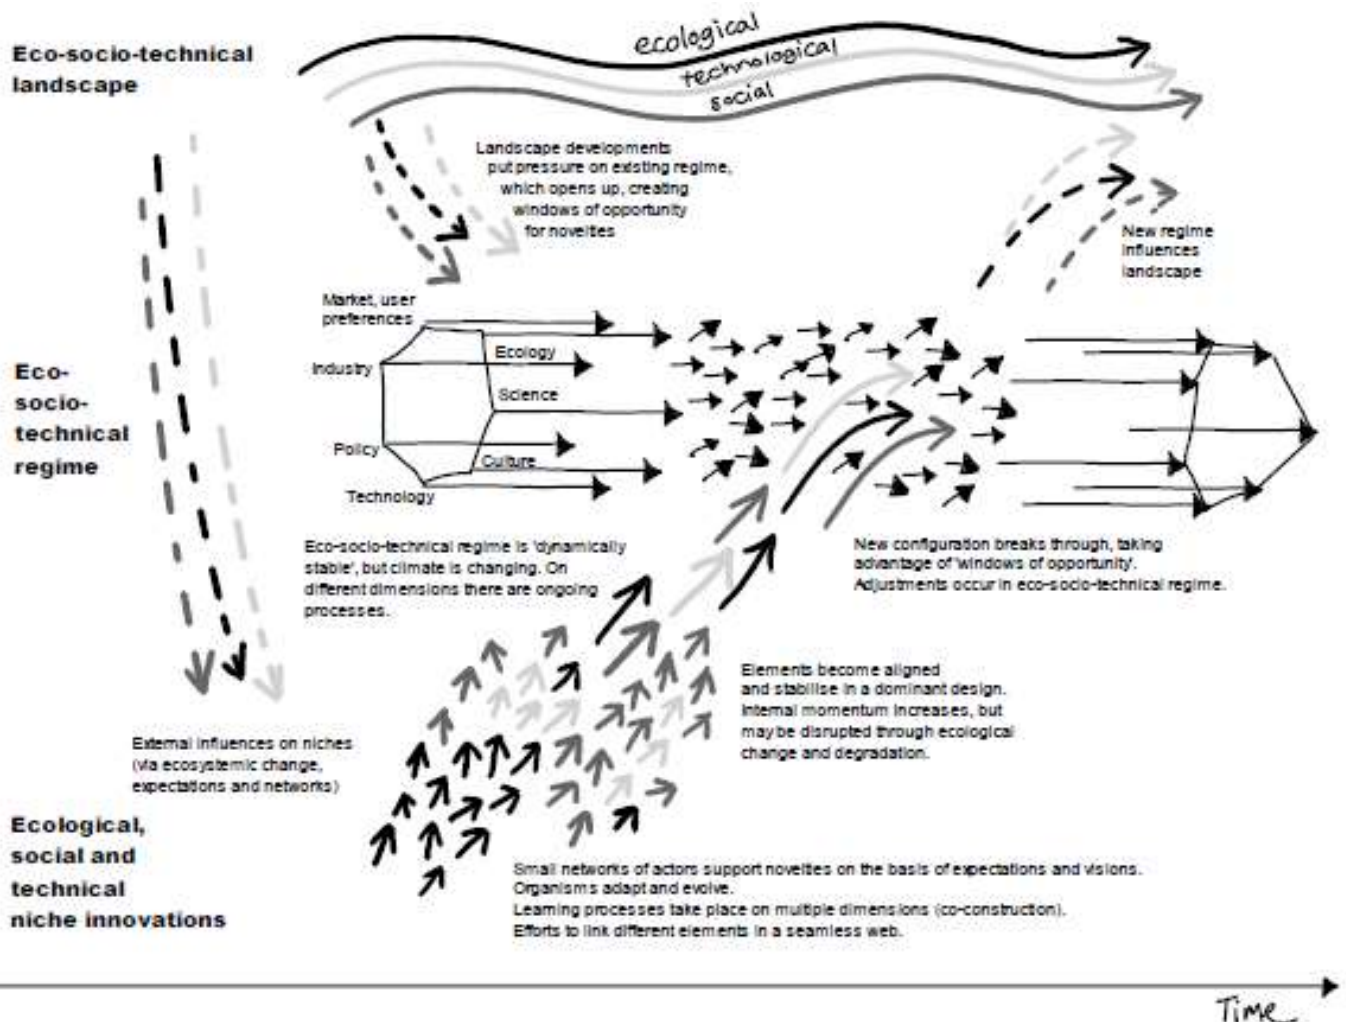 Eco-socio-technical
landscape
ecological
technological
social
Landscape developments
put pressure on existing regime,
which opens up, creating
windows of opportunity
for novelties
New regime
influences
landscape
Market, user
preferences
Ecology
Industry
Science
Policy
Culture
Technology
Eco-
socio-
technical
regime
Eco-socio-technical regime is 'dynamically
stable', but climate is changing. On
different dimensions there are ongoing
processes.
New configuration breaks through, taking
advantage of 'windows of opportunity'.
Adjustments occur in eco-socio-technical regime.
Elements become aligned
and stabilise in a dominant design.
Internal momentum increases, but
may be disrupted through ecological
change and degradation.
External influences on niches
(via ecosystemic change,
expectations and networks)
Ecological,
social and
technical
niche innovations
Small networks of actors support novelties on the basis of expectations and visions.
Organisms adapt and evolve.
Learning processes take place on multiple dimensions (co-construction).
Efforts to link different elements in a seamless web.
Time